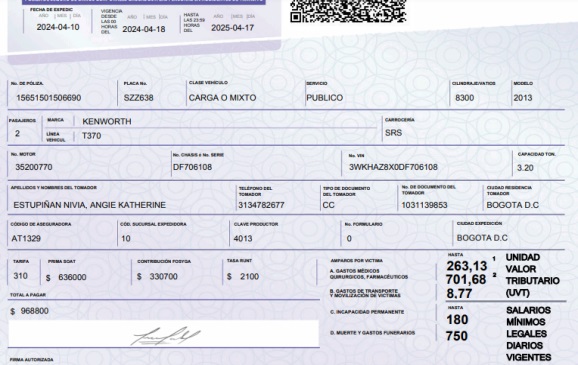 FECHA DE EXPEDIC
AÑO MES DIA
2024-04-10
VIGENCIA DESDE LAS 00 HORAS DEL
AÑO MES DIA
2024-04-18
HASTA LAS 23:59 HORAS DEL
AÑO MES DIA
2025-04-17
No. DE PÓLIZA. PLACA No. CLASE VEHÍCULO SERVICIO CILINDRAJE/VATIOS MODELO
15651501506690 SZZ638 CARGA O MIXTO PUBLICO 8300 2013
PASAJEROS MARCA KENWORTH CARROCERÍA
2 LÍNEA VEHICUL T370 SRS
No. MOTOR No. CHASIS ó No. SERIE No. VIN CAPACIDAD TON.
35200770 DF706108 3WKHAZ8X0DF706108 3.20
APELLIDOS Y NOMBRES DEL TOMADOR TELÉFONO DEL TOMADOR TIPO DE DOCUMENTO DEL TOMADOR No. DE DOCUMENTO DEL TOMADOR CIUDAD RESIDENCIA TOMADOR
ESTUPIÑAN NIVIA, ANGIE KATHERINE 3134782677 CC 1031139853 BOGOTA D.C
CÓDIGO DE ASEGURADORA CÓD. SUCURSAL EXPEDIDORA CLAVE PRODUCTOR No. FORMULARIO CIUDAD EXPEDICIÓN
AT1329 10 4013 0 BOGOTA D.C
TARIFA PRIMA SOAT CONTRIBUCIÓN FOSYGA TASA RUNT
310 $ 636000 $ 330700 $ 2100
TOTAL A PAGAR
$ 968800
FIRMA AUTORIZADA
AMPAROS POR VICTIMA
A. GASTOS MÉDICOS QUIRURGICOS, FARMACÉUTICOS
B. GASTOS DE TRANSPORTE Y MOVILIZACIÓN DE VICTIMAS
C. INCAPACIDAD PERMANENTE
D. MUERTE Y GASTOS FUNERARIOS
HASTA
263,13 1
701,68 2
8.77
UNIDAD
VALOR
TRIBUTARIO
(UVT)
HASTA
180
750
SALARIOS
MÍNIMOS
LEGALES
DIARIOS
VIGENTES